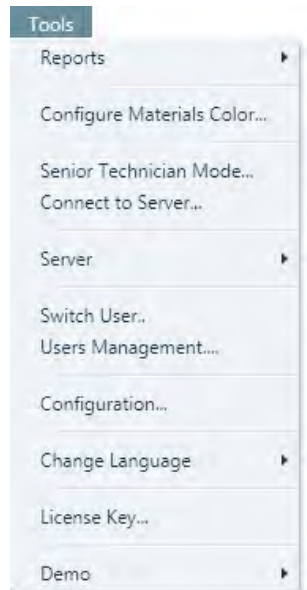 Tools
Reports
Configure Materials Color...
Senior Technician Mode...
Connect to Server...
Server
Switch User..
Users Management....
Configuration...
Change Language
License Key...
Demo